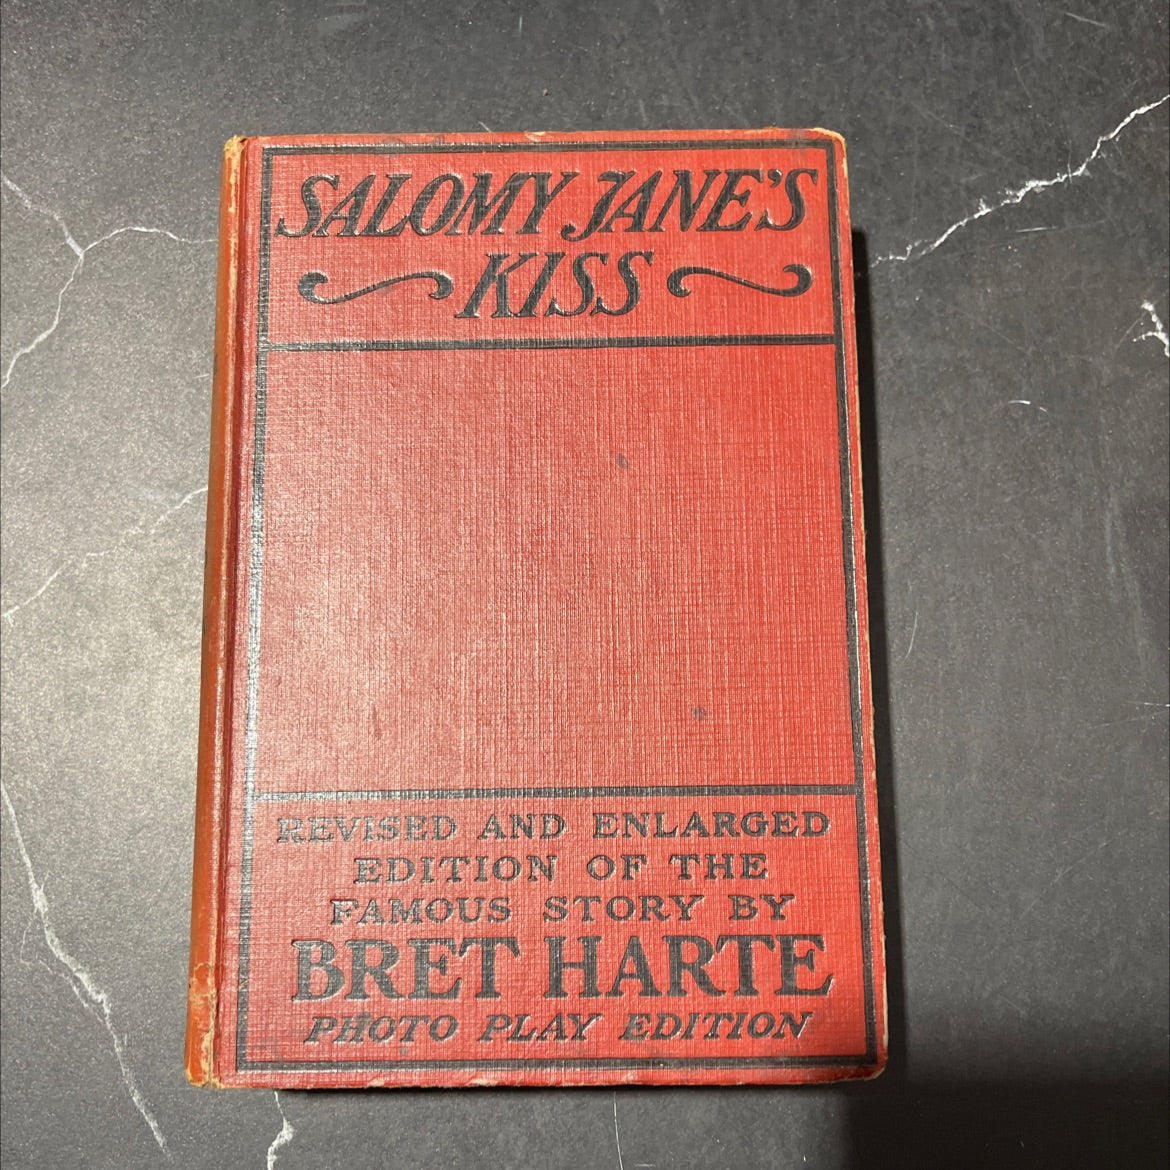 SALOMY JANE'S
KISS
REVISED AND ENLARGED
EDITION OF THE
FAMOUS STORY BY
BRET HARTE
PHOTO PLAY EDITION